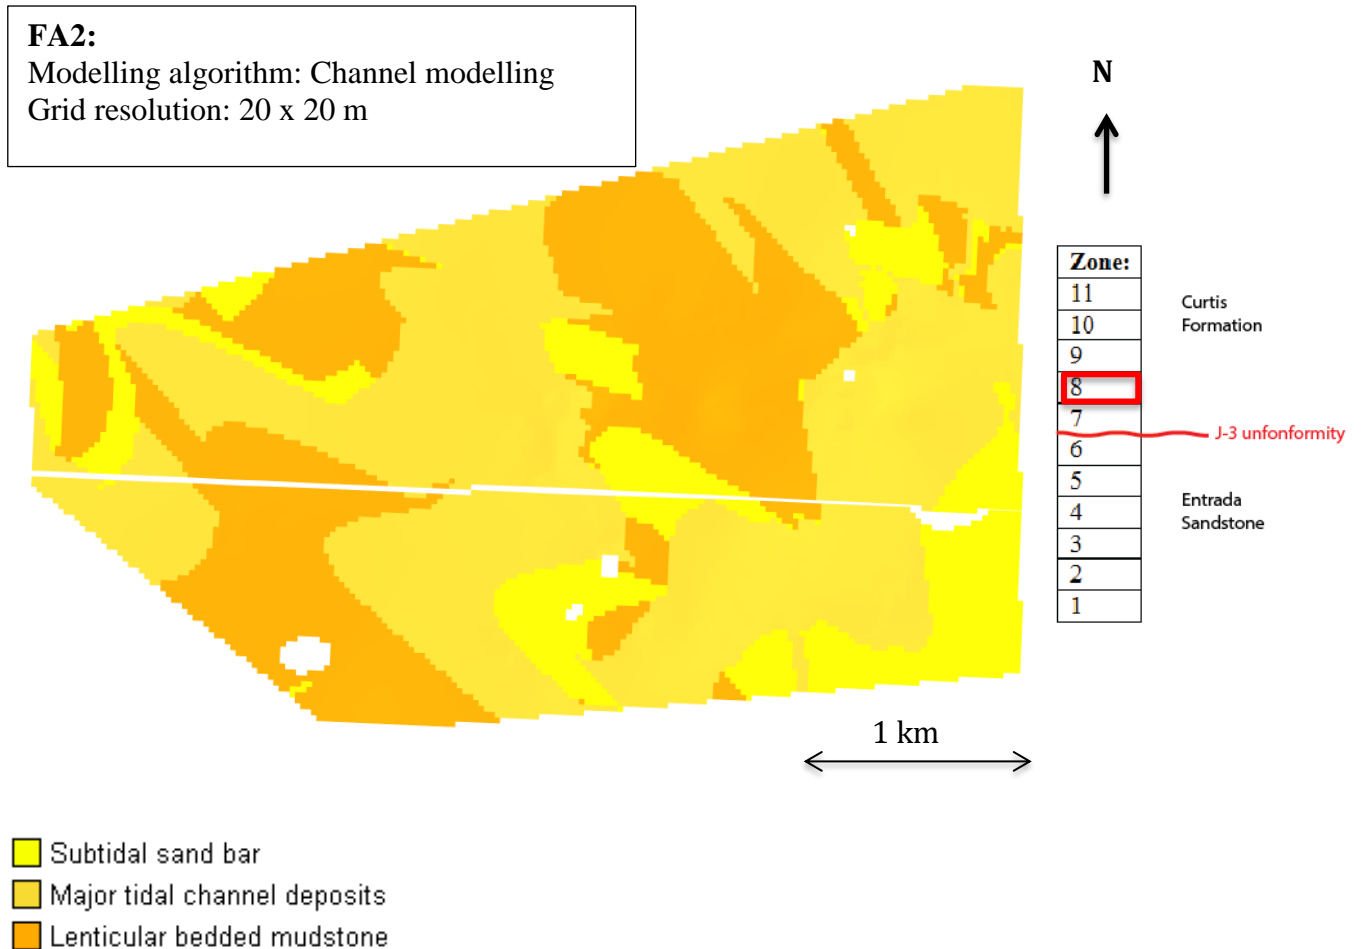 FA2:
Modelling algorithm: Channel modelling
Grid resolution: 20 x 20 m
N
Zone:
11
10
9
8
7
6
5
4
3
2
1
Curtis
Formation
J-3 unfonformity
Entrada
Sandstone
1 km
Subtidal sand bar
Major tidal channel deposits
Lenticular bedded mudstone